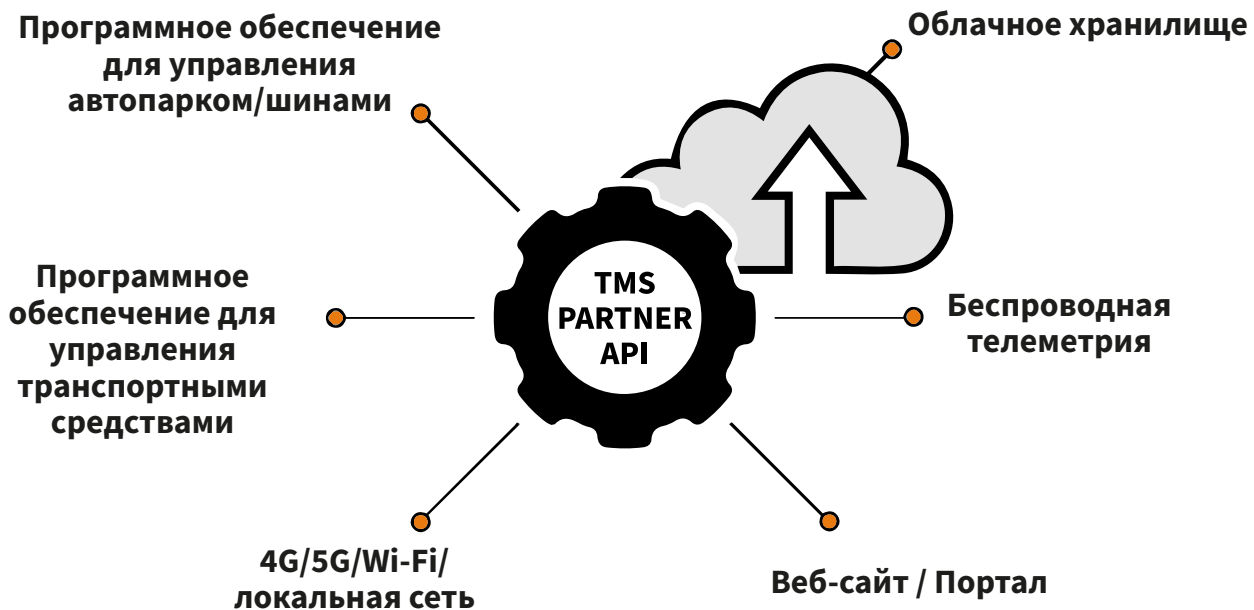 Программное обеспечение
для управления
автопарком/шинами
Облачное хранилище
Программное
обеспечение для
управления
транспортными
средствами
TMS
PARTNER
API
Беспроводная
телеметрия
4G/5G/Wi-Fi/
локальная сеть
Веб-сайт / Портал